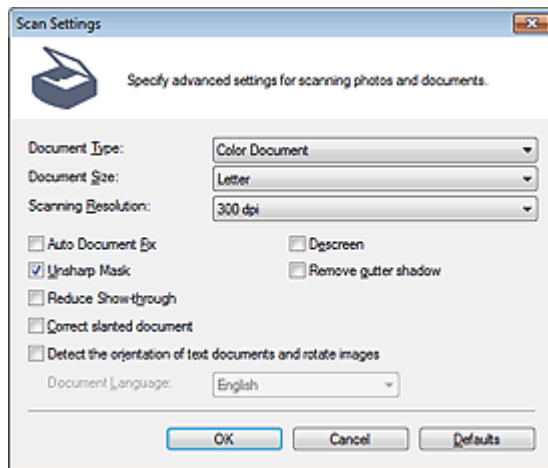 Scan Settings
Specify advanced settings for scanning photos and documents.
Document Type: Color Document
Document Size: Letter
Scanning Resolution: 300 dpi
Auto Document Fix Descreen
Unsharp Mask Remove gutter shadow
Reduce Show-through
Correct slanted document
Detect the orientation of text documents and rotate images
Document Language: English
OK Cancel Defaults